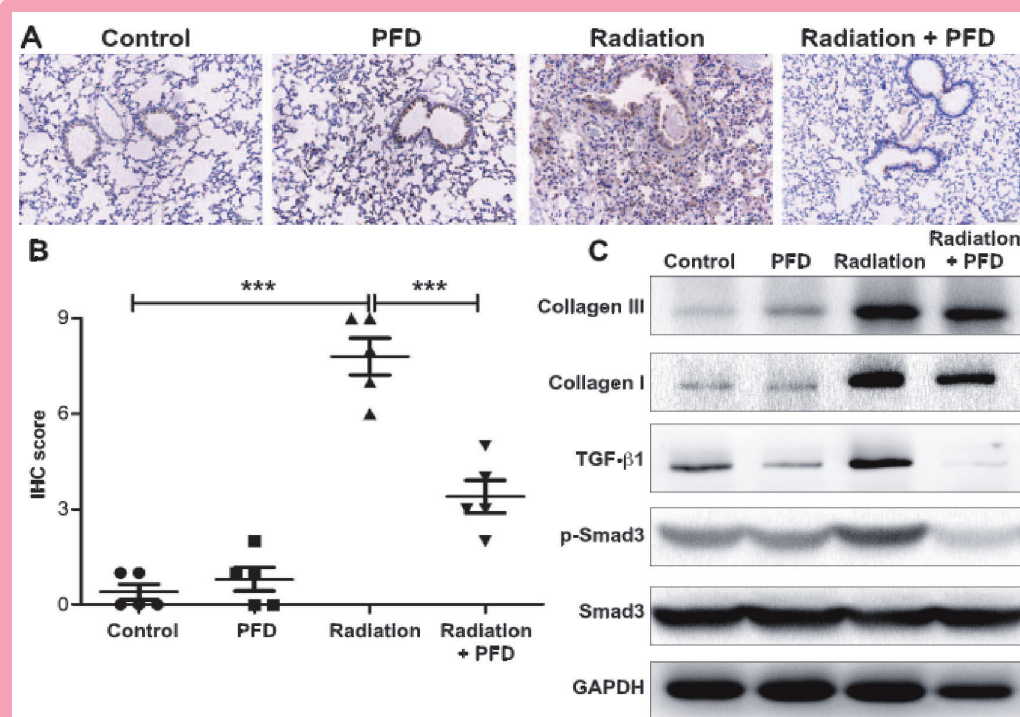 A
Control
PFD
Radiation
Radiation + PFD
B
***
***
9
6
3
0
IHC score
Control
PFD
Radiation
Radiation
+ PFD
C
Control
PFD
Radiation
Radiation
+ PFD
Collagen III
Collagen I
TGF-β1
p-Smad3
Smad3
GAPDH